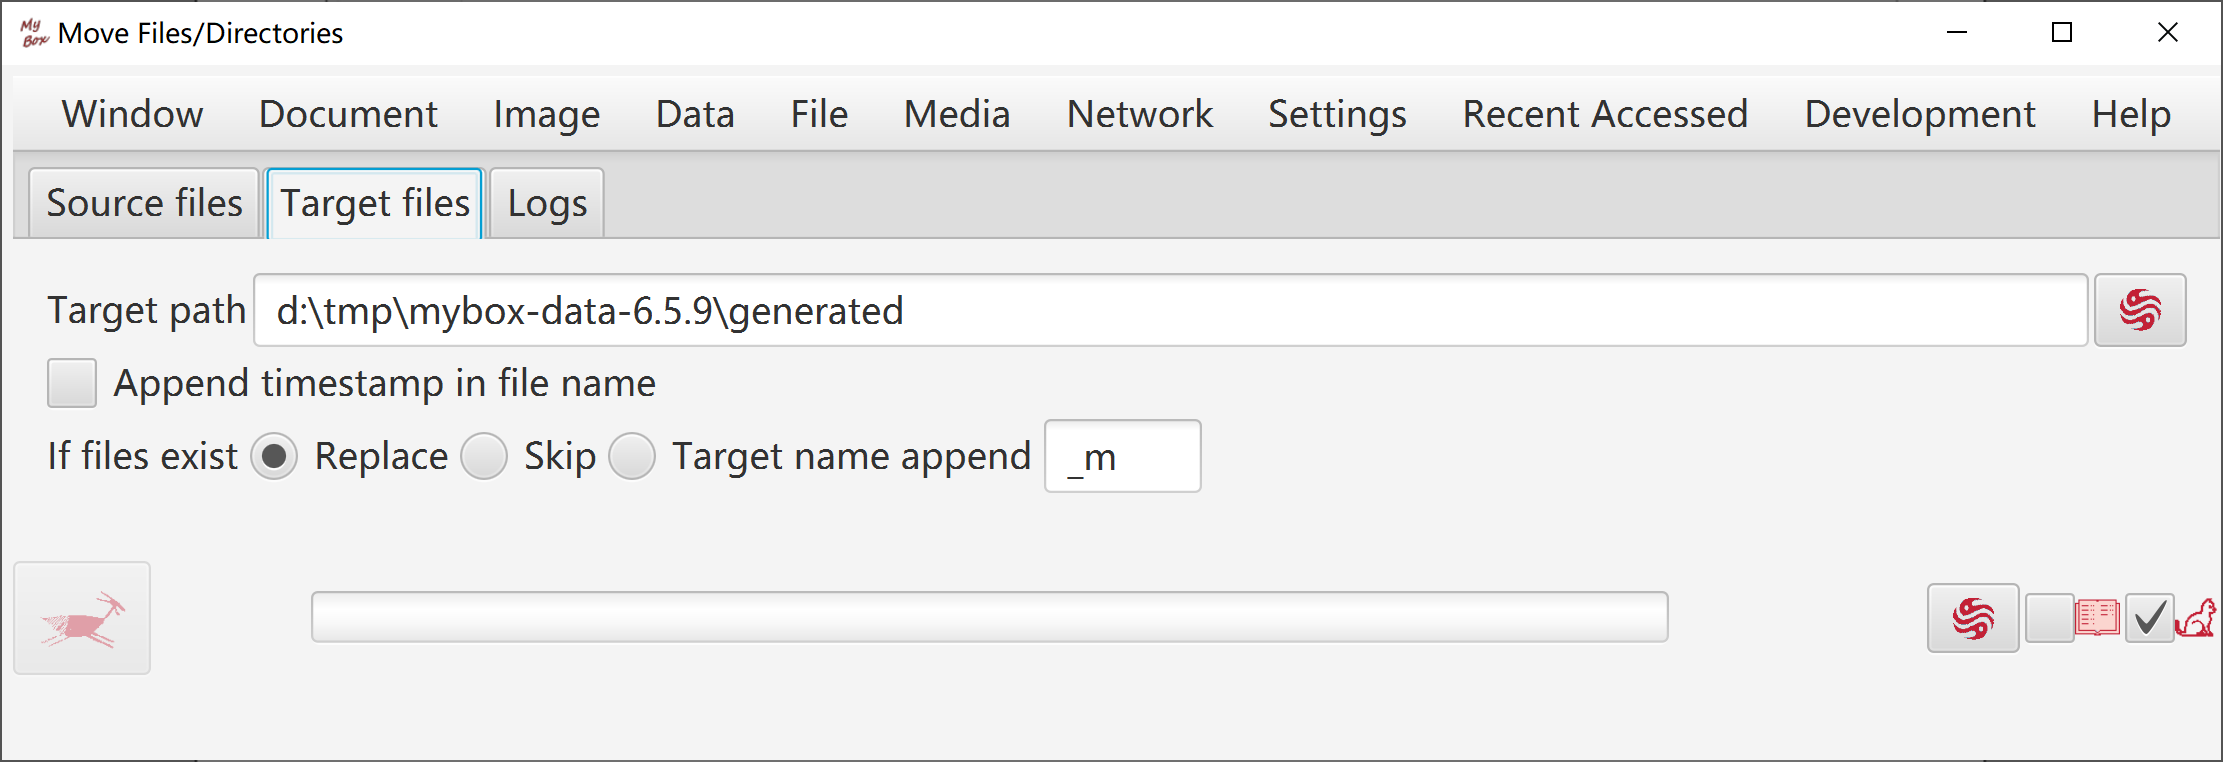 My Box Move Files/Directories
Window Document Image Data File Media Network Settings Recent Accessed Development Help
Source files Target files Logs
Target path d:\tmp\mybox-data-6.5.9\generated
Append timestamp in file name
If files exist Replace Skip Target name append _m